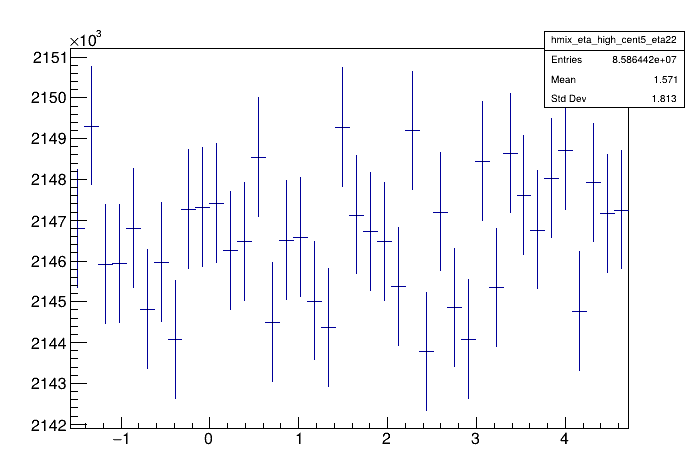 ×10³
hmix_eta_high_cent5_eta22
Entries 8.586442e+07
Mean 1.571
Std Dev 1.813
2151
2150
2149
2148
2147
2146
2145
2144
2143
2142
−1 0 1 2 3 4